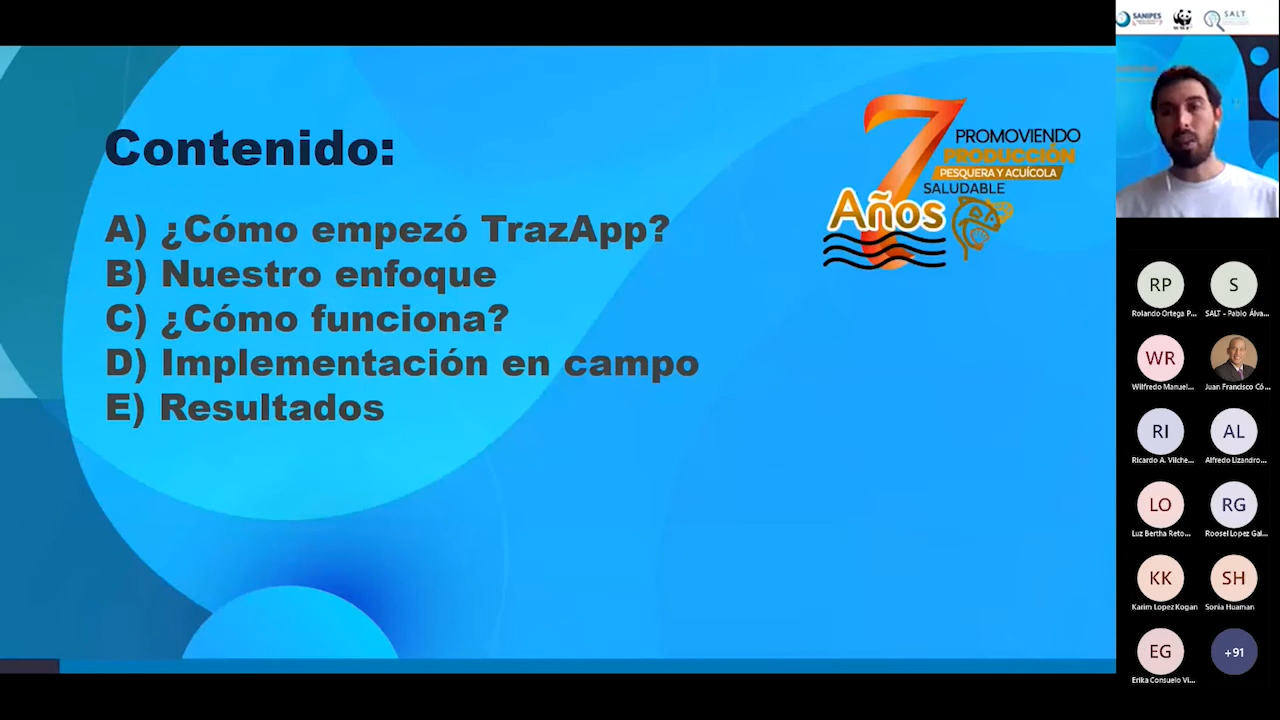 Contenido:
A) ¿Cómo empezó TrazApp?
B) Nuestro enfoque
C) ¿Cómo funciona?
D) Implementación en campo
E) Resultados
7
Años
PROMOVIENDO
PRODUCCIÓN
PESQUERA Y ACUÍCOLA
SALUDABLE
SANIPES
WWF
SALT
RP
Rolando Ortega P...
S
SALT - Pablo Álva...
WR
Wilfredo Manuel...
Juan Francisco Có...
RI
Ricardo A. Vilche...
AL
Alfredo Lizandro...
LO
Luz Bertha Reto...
RG
Roosel Lopez Gal...
KK
Karim Lopez Kogan
SH
Sonia Huaman
EG
Erika Consuelo Vi...
+91